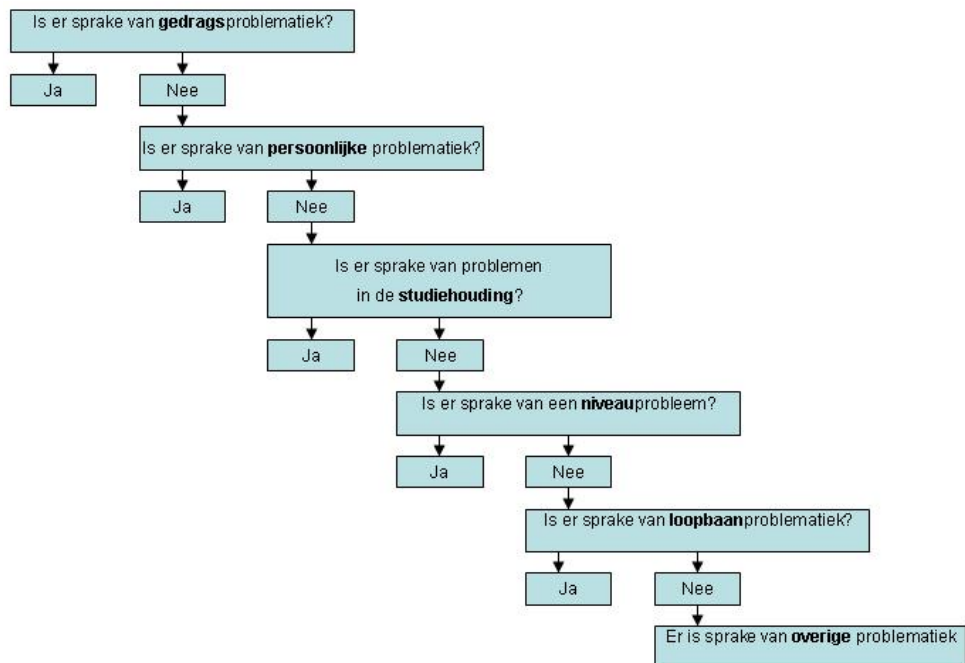 Is er sprake van gedragsproblematiek?
Ja
Nee
Is er sprake van persoonlijke problematiek?
Ja
Nee
Is er sprake van problemen
in de studiehouding?
Ja
Nee
Is er sprake van een niveauprobleem?
Ja
Nee
Is er sprake van loopbaanproblematiek?
Ja
Nee
Er is sprake van overige problematiek